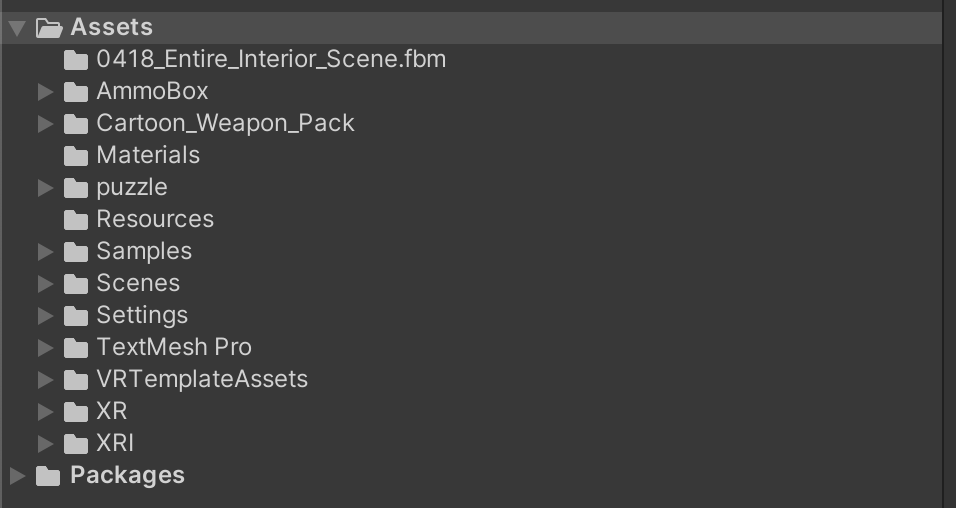 Assets
0418_Entire_Interior_Scene.fbm
AmmoBox
Cartoon_Weapon_Pack
Materials
puzzle
Resources
Samples
Scenes
Settings
TextMesh Pro
VRTemplateAssets
XR
XRI
Packages